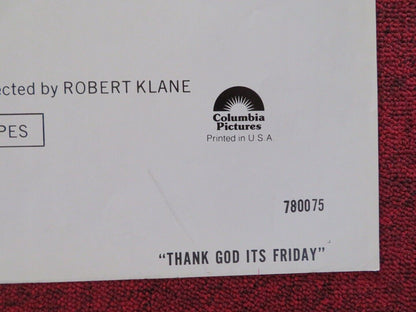 ected by ROBERT KLANE
PES
Columbia
Pictures
Printed in U.S.A.
780075
“THANK GOD ITS FRIDAY”